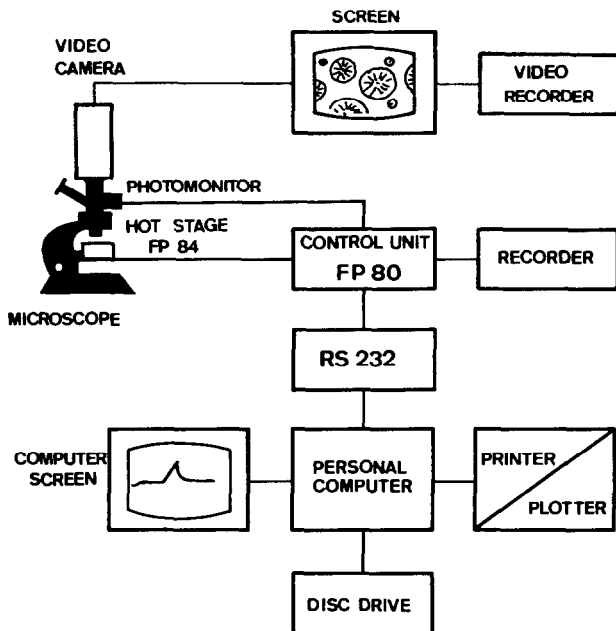 SCREEN
VIDEO
CAMERA
VIDEO
RECORDER
PHOTOMONITOR
HOT STAGE
FP 84
CONTROL UNIT
FP 80
RECORDER
MICROSCOPE
RS 232
COMPUTER
SCREEN
PERSONAL
COMPUTER
PRINTER
PLOTTER
DISC DRIVE